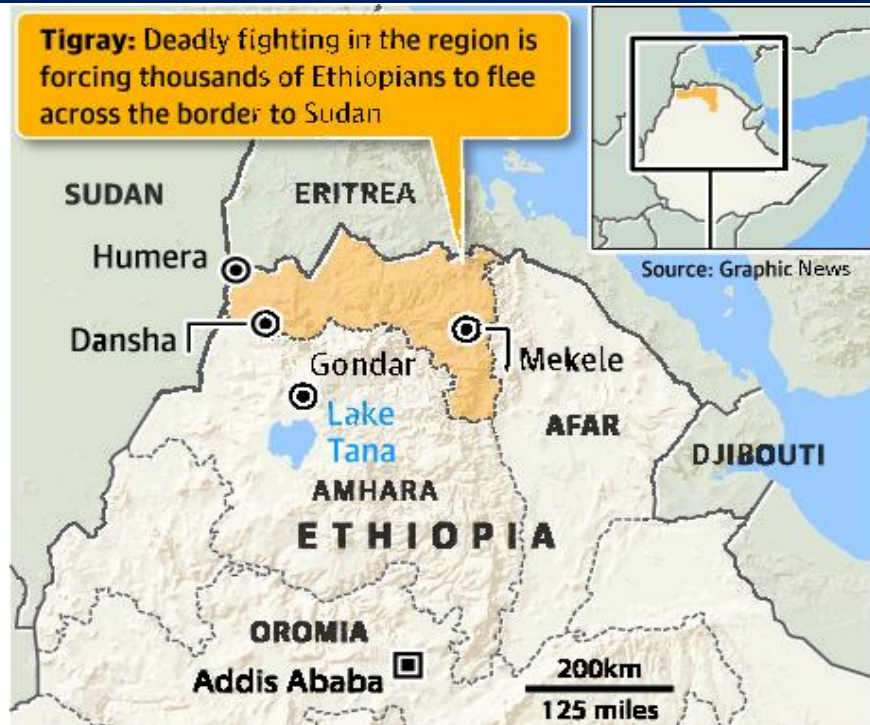 Tigray: Deadly fighting in the region is
forcing thousands of Ethiopians to flee
across the border to Sudan
SUDAN
ERITREA
Humera
Source: Graphic News
Dansha
Gondar
Mekele
Lake
Tana
AFAR
DJIBOUTI
AMHARA
ETHIOPIA
OROMIA
Addis Ababa
200km
125 miles